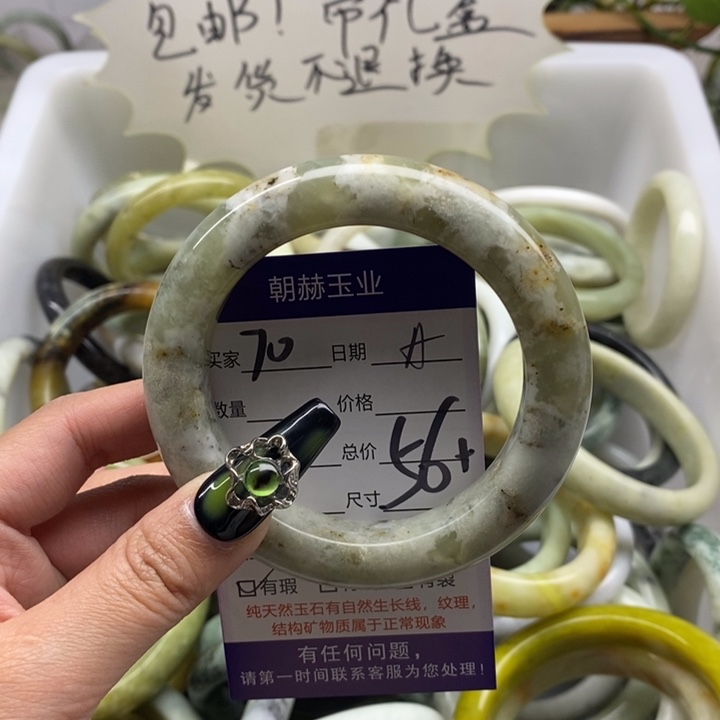 包邮！带礼盒
发货不退换
朝赫玉业
买家 70 日期 A
数量 价格
总价
尺寸 56+
有瑕
纯天然玉石有自然生长线，纹理，
结构矿物质属于正常现象
有任何问题，
请第一时间联系客服为您处理！